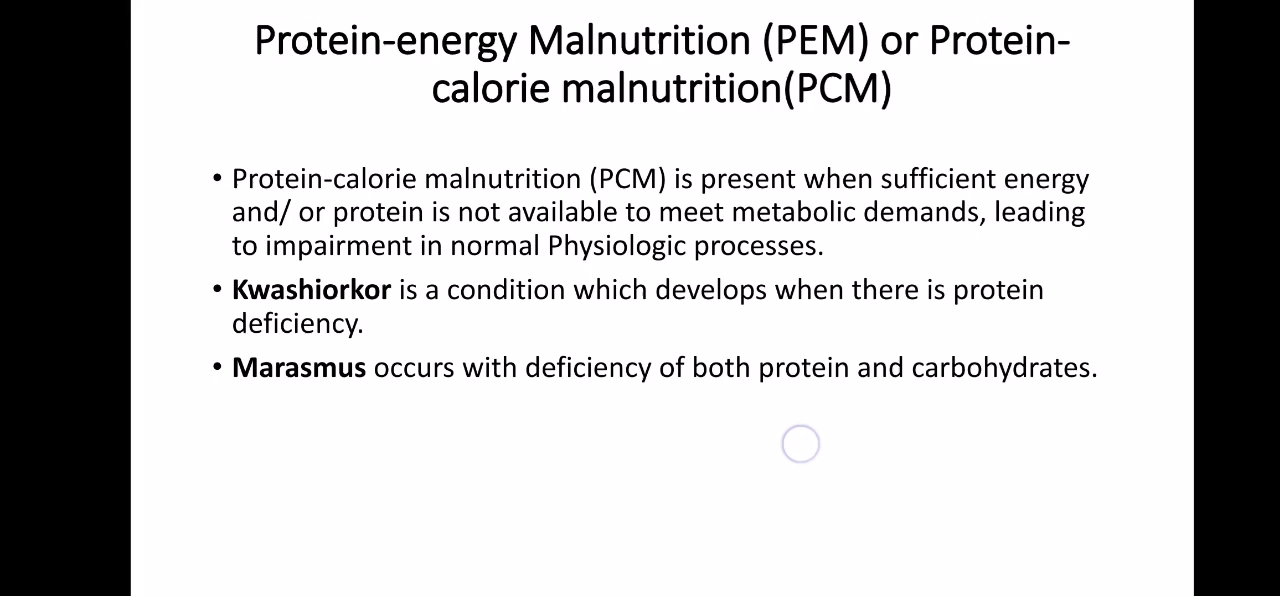 Protein-energy Malnutrition (PEM) or Protein-
calorie malnutrition(PCM)
• Protein-calorie malnutrition (PCM) is present when sufficient energy
and/ or protein is not available to meet metabolic demands, leading
to impairment in normal Physiologic processes.
• Kwashiorkor is a condition which develops when there is protein
deficiency.
• Marasmus occurs with deficiency of both protein and carbohydrates.